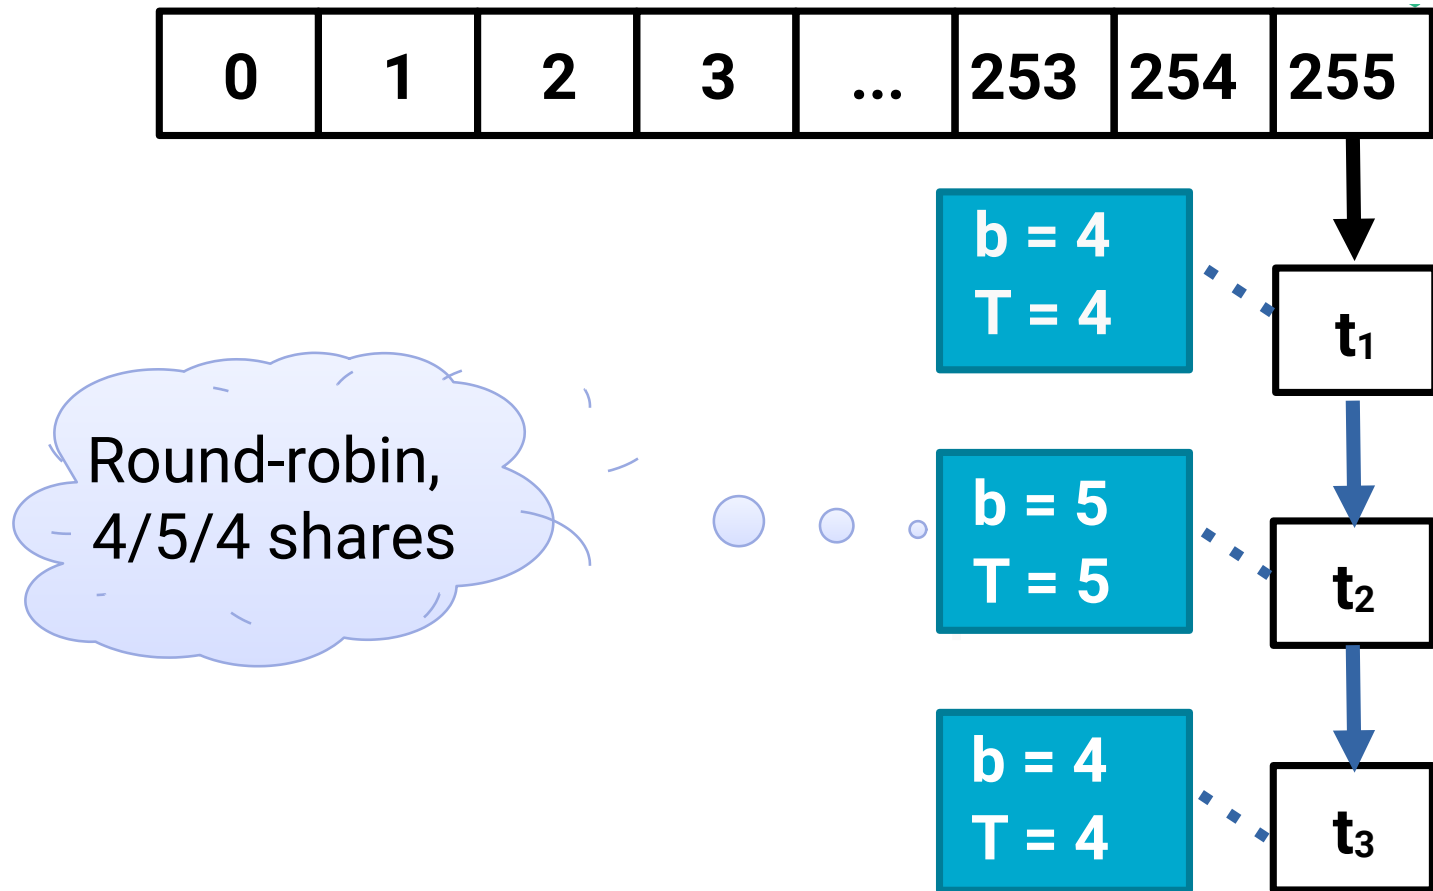 0 1 2 3 ... 253 254 255
b = 4
T = 4
t₁
Round-robin,
4/5/4 shares
b = 5
T = 5
t₂
b = 4
T = 4
t₃